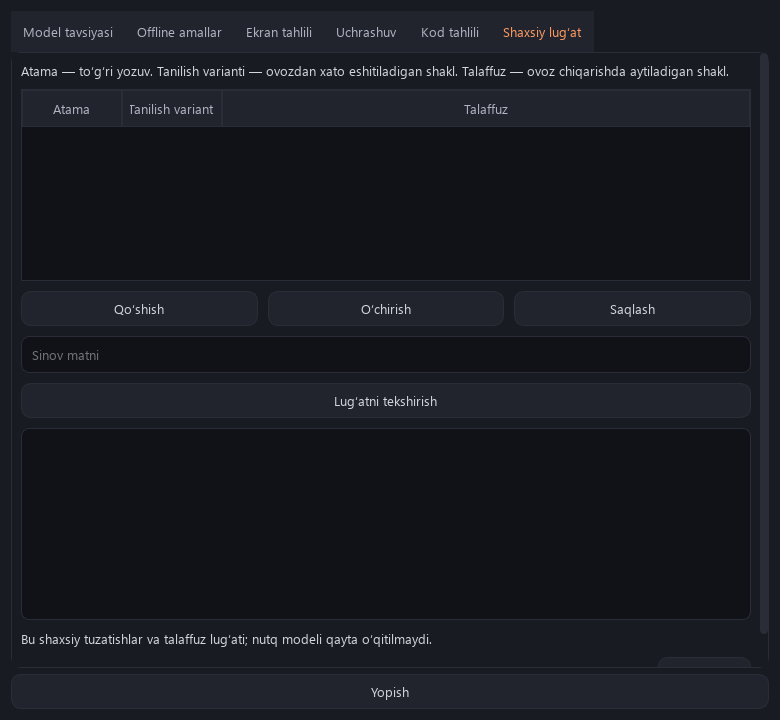 Model tavsiyasi Offline amallar Ekran tahlili Uchrashuv Kod tahlili Shaxsiy lug‘at
Atama — to‘g‘ri yozuv. Tanilish varianti — ovozdan xato eshitiladigan shakl. Talaffuz — ovoz chiqarishda aytiladigan shakl.
Atama Tanilish variant Talaffuz
Qo‘shish O‘chirish Saqlash
Sinov matni
Lug‘atni tekshirish
Bu shaxsiy tuzatishlar va talaffuz lug‘ati; nutq modeli qayta o‘qitilmaydi.
Yopish